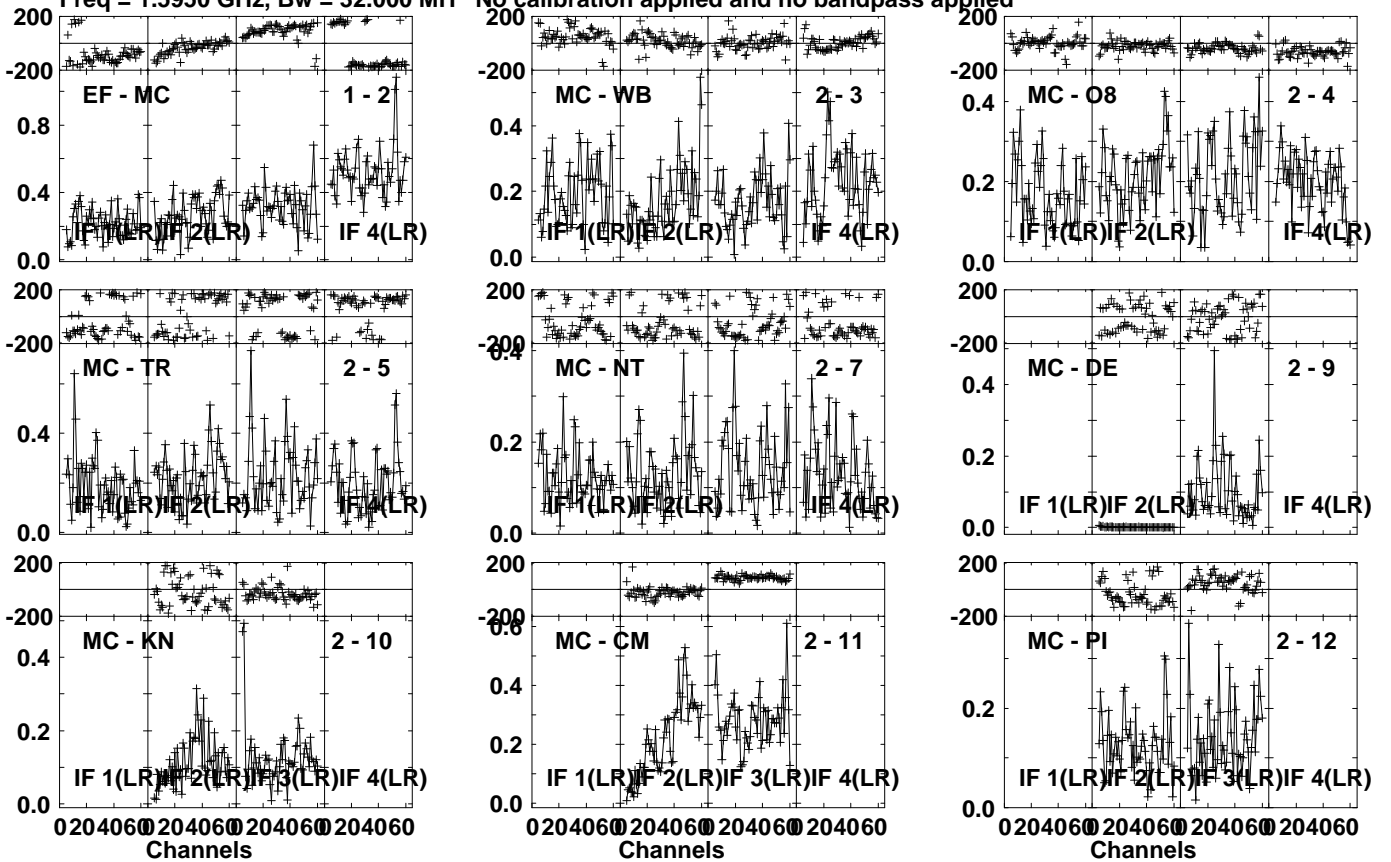 Freq = 1.5950 GHz, Bw = 32.000 MH No calibration applied and no bandpass applied
200
-200
EF - MC 1 - 2
0.8
0.4
0.0
IF 1(LR) IF 2(LR) IF 4(LR)
200
-200
MC - WB 2 - 3
0.4
0.2
0.0
IF 1(LR) IF 2(LR) IF 4(LR)
200
-200
MC - O8 2 - 4
0.4
0.2
0.0
IF 1(LR) IF 2(LR) IF 4(LR)
200
-200
MC - TR 2 - 5
0.4
0.0
IF 1(LR) IF 2(LR) IF 4(LR)
200
-200
0.4
MC - NT 2 - 7
0.2
0.0
IF 1(LR) IF 2(LR) IF 4(LR)
200
-200
MC - DE 2 - 9
0.4
0.2
0.0
IF 1(LR) IF 2(LR) IF 4(LR)
200
-200
MC - KN 2 - 10
0.4
0.2
0.0
IF 1(LR) IF 2(LR) IF 3(LR) IF 4(LR)
0 20 40 60 0 20 40 60 0 20 40 60 0 20 40 60
Channels
200
-200
0.6
MC - CM 2 - 11
0.4
0.2
0.0
IF 1(LR) IF 2(LR) IF 3(LR) IF 4(LR)
0 20 40 60 0 20 40 60 0 20 40 60 0 20 40 60
Channels
200
-200
MC - PI 2 - 12
0.2
0.0
IF 1(LR) IF 2(LR) IF 3(LR) IF 4(LR)
0 20 40 60 0 20 40 60 0 20 40 60 0 20 40 60
Channels